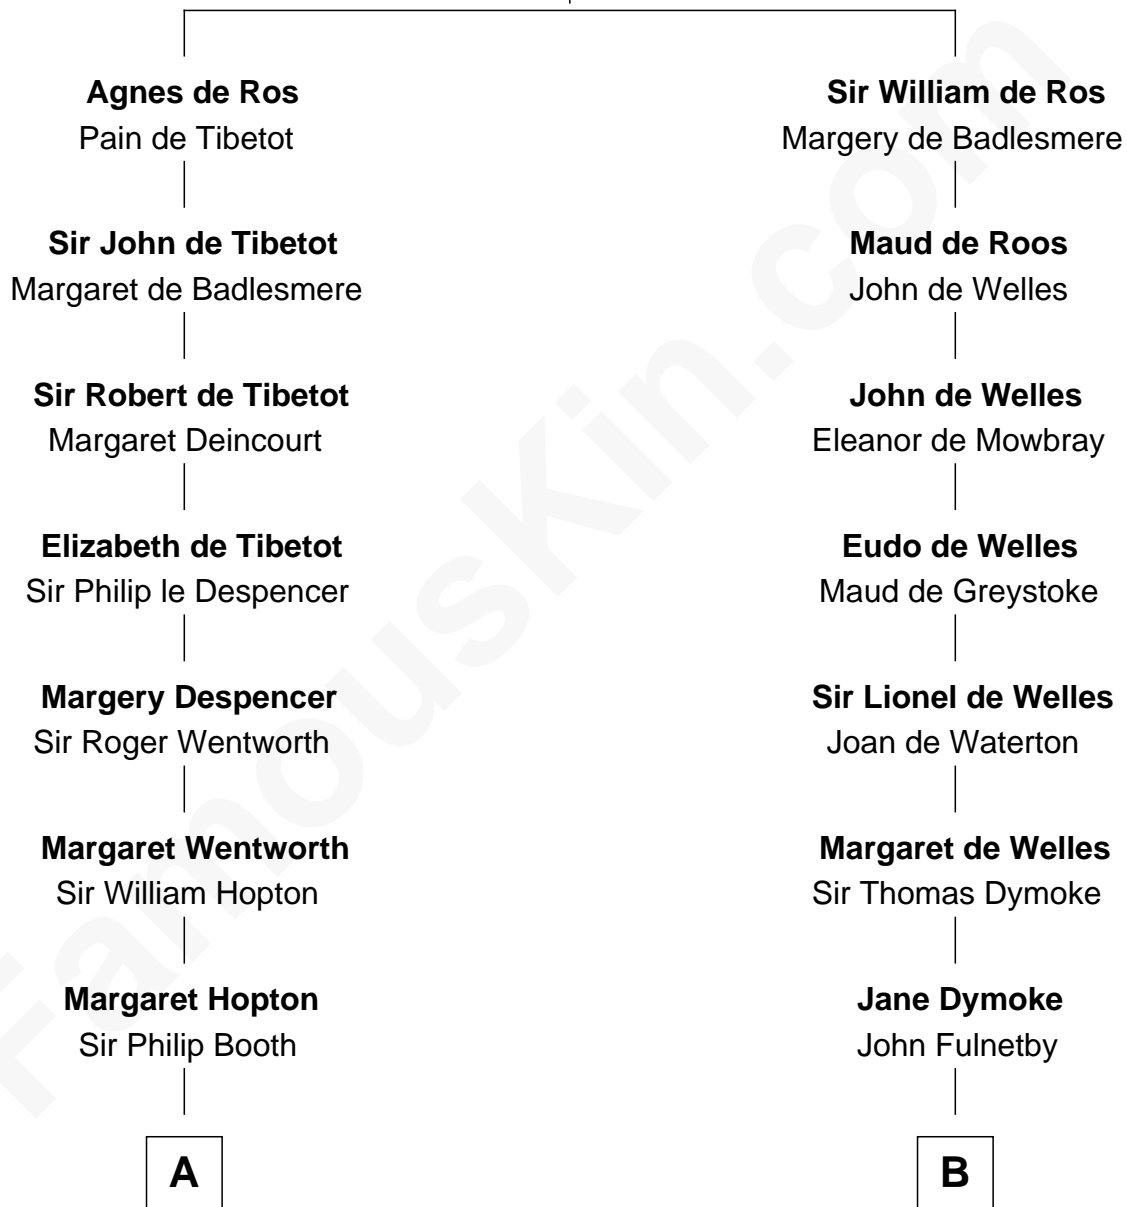 Agnes de Ros
Pain de Tibetot
Sir John de Tibetot
Margaret de Badlesmere
Sir Robert de Tibetot
Margaret Deincourt
Elizabeth de Tibetot
Sir Philip le Despencer
Margery Despencer
Sir Roger Wentworth
Margaret Wentworth
Sir William Hopton
Margaret Hopton
Sir Philip Booth
A
Sir William de Ros
Margery de Badlesmere
Maud de Roos
John de Welles
John de Welles
Eleanor de Mowbray
Eudo de Welles
Maud de Greystoke
Sir Lionel de Welles
Joan de Waterton
Margaret de Welles
Sir Thomas Dymoke
Jane Dymoke
John Fulnetby
B
FamousKin.com